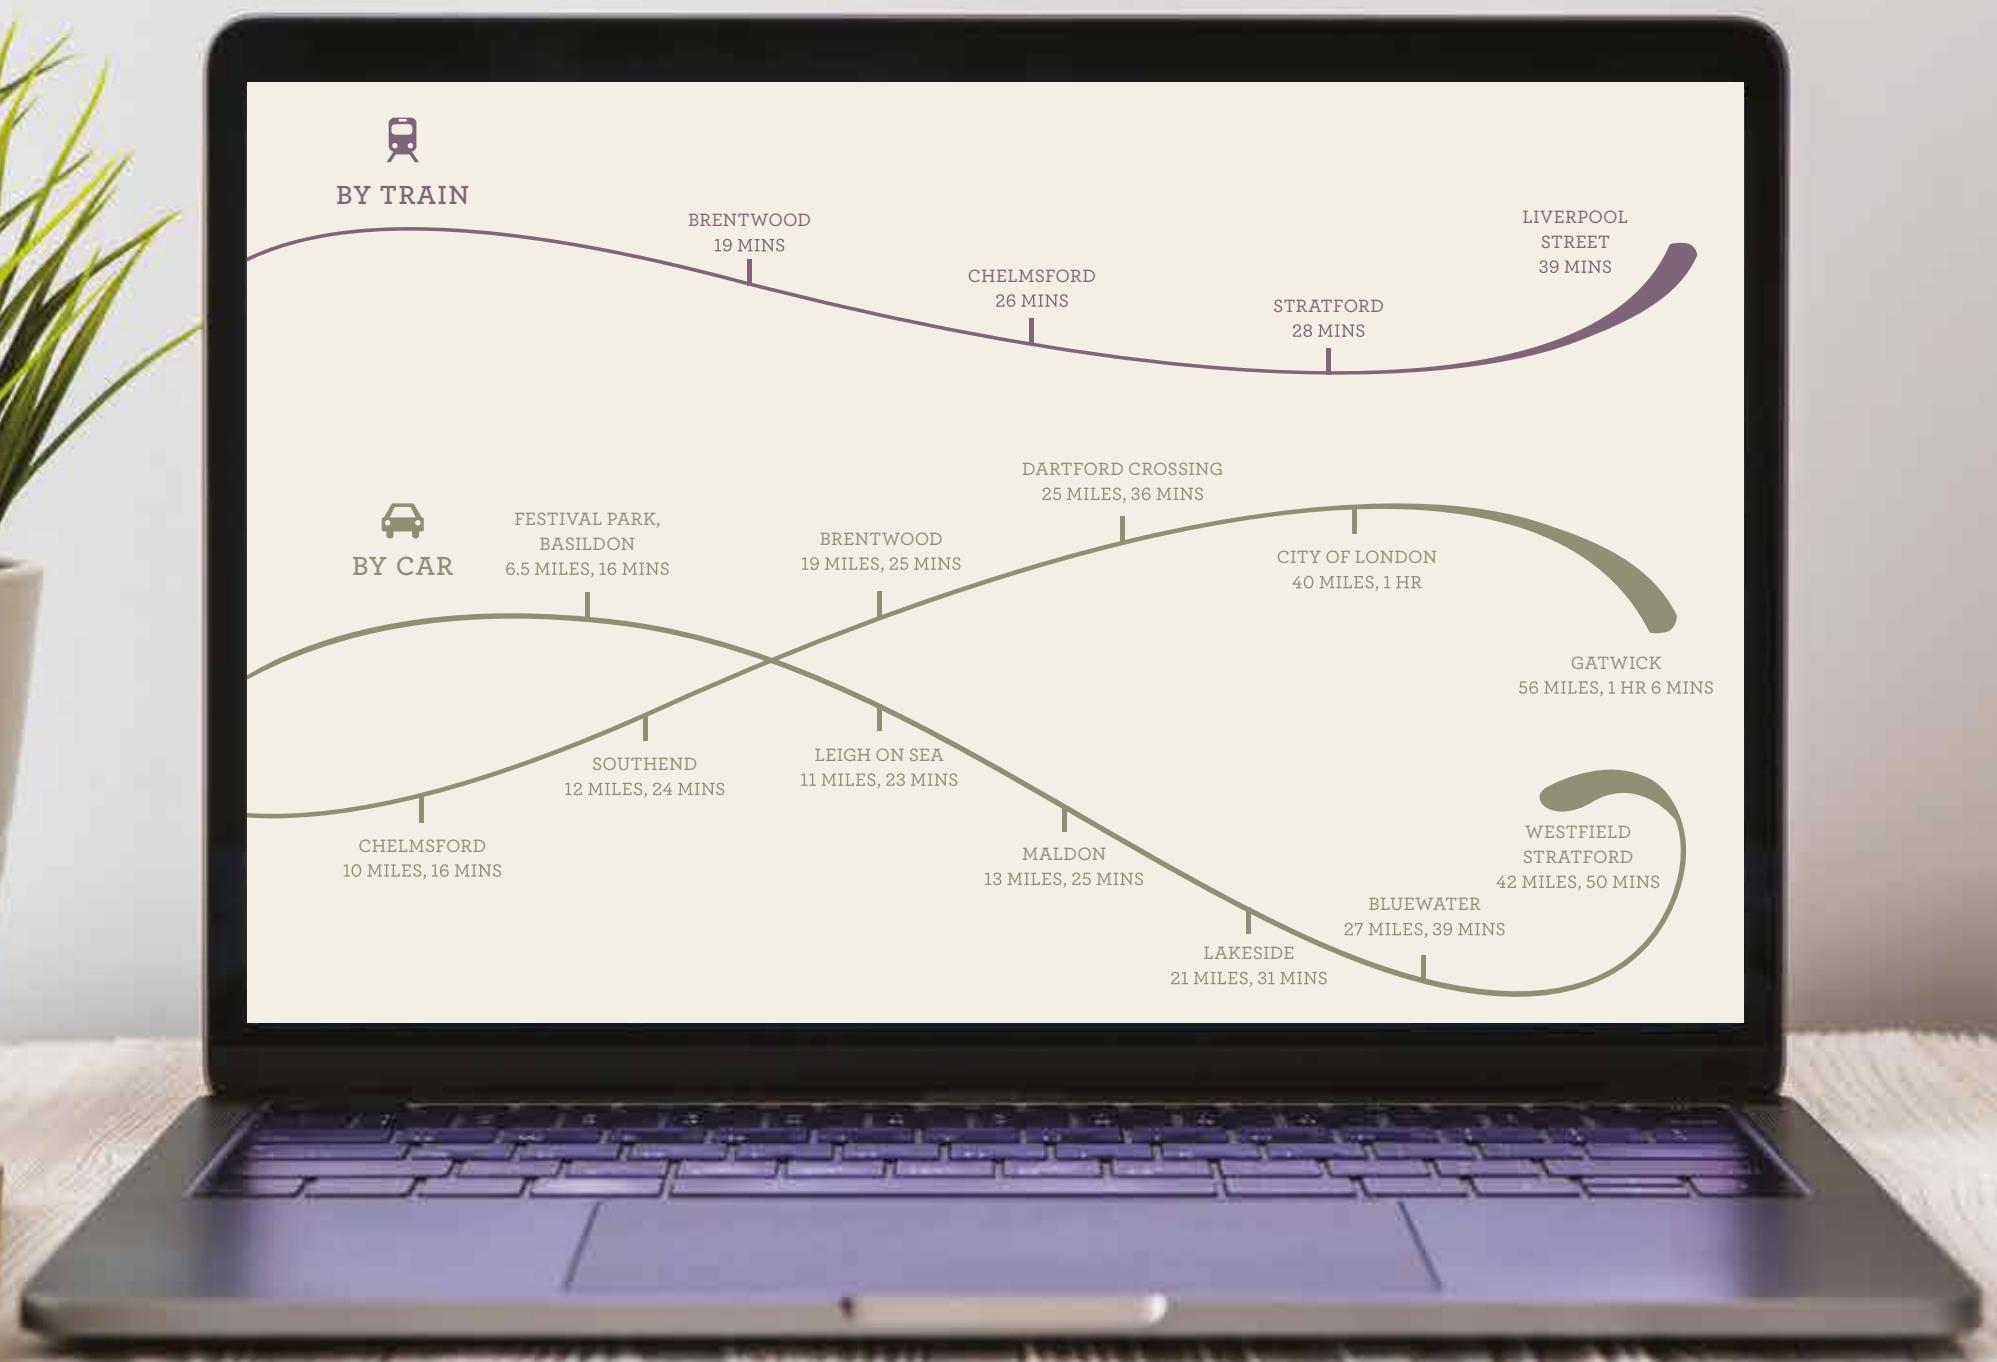 BY TRAIN
BRENTWOOD
19 MINS
CHELMSFORD
26 MINS
STRATFORD
28 MINS
LIVERPOOL
STREET
39 MINS
BY CAR
FESTIVAL PARK,
BASILDON
6.5 MILES, 16 MINS
BRENTWOOD
19 MILES, 25 MINS
DARTFORD CROSSING
25 MILES, 36 MINS
CITY OF LONDON
40 MILES, 1 HR
GATWICK
56 MILES, 1 HR 6 MINS
CHELMSFORD
10 MILES, 16 MINS
SOUTHEND
12 MILES, 24 MINS
LEIGH ON SEA
11 MILES, 23 MINS
MALDON
13 MILES, 25 MINS
LAKESIDE
21 MILES, 31 MINS
BLUEWATER
27 MILES, 39 MINS
WESTFIELD
STRATFORD
42 MILES, 50 MINS